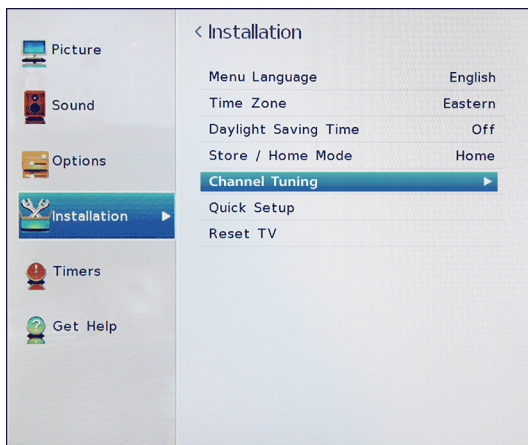 Picture
Sound
Options
Installation
Timers
Get Help
< Installation
Menu Language English
Time Zone Eastern
Daylight Saving Time Off
Store / Home Mode Home
Channel Tuning
Quick Setup
Reset TV